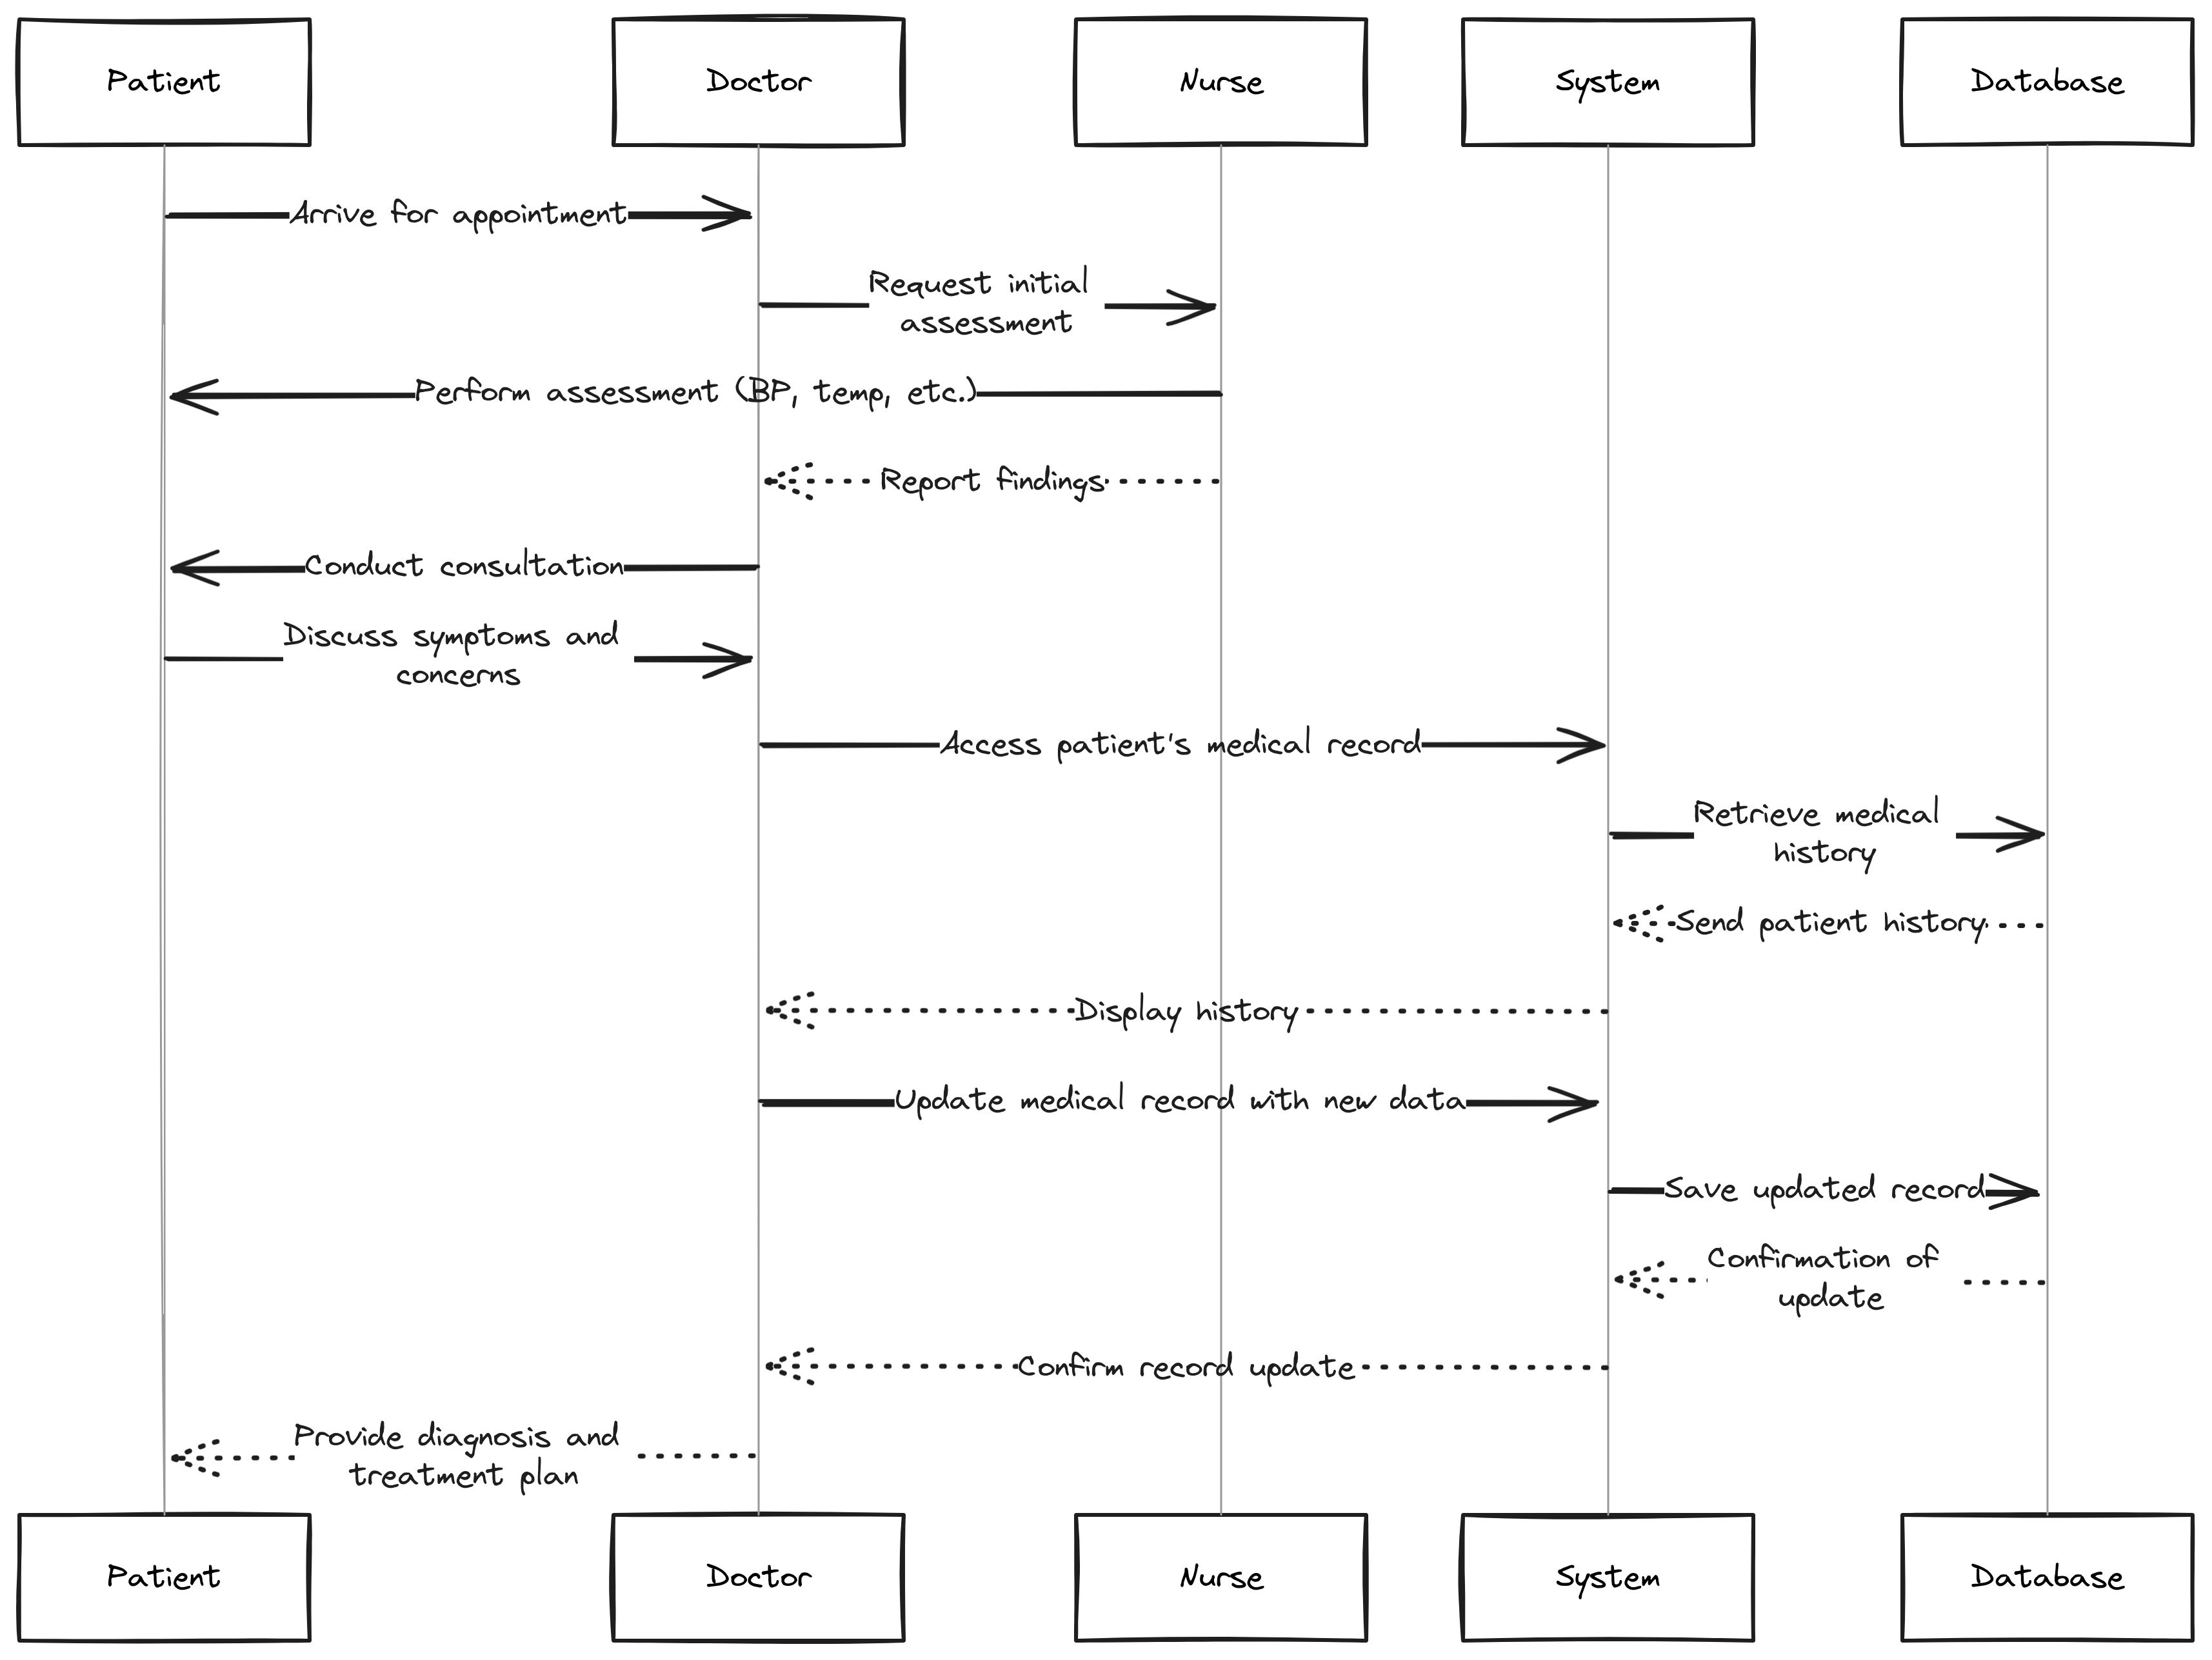 Patient
Doctor
Nurse
System
Database
Arrive for appointment
Request initial
assessment
Perform assessment (BP, temp, etc.)
Report findings
Conduct consultation
Discuss symptoms and
concerns
Access patient's medical record
Retrieve medical
history
Send patient history
Display history
Update medical record with new data
Save updated record
Confirmation of
update
Confirm record update
Provide diagnosis and
treatment plan
Patient
Doctor
Nurse
System
Database